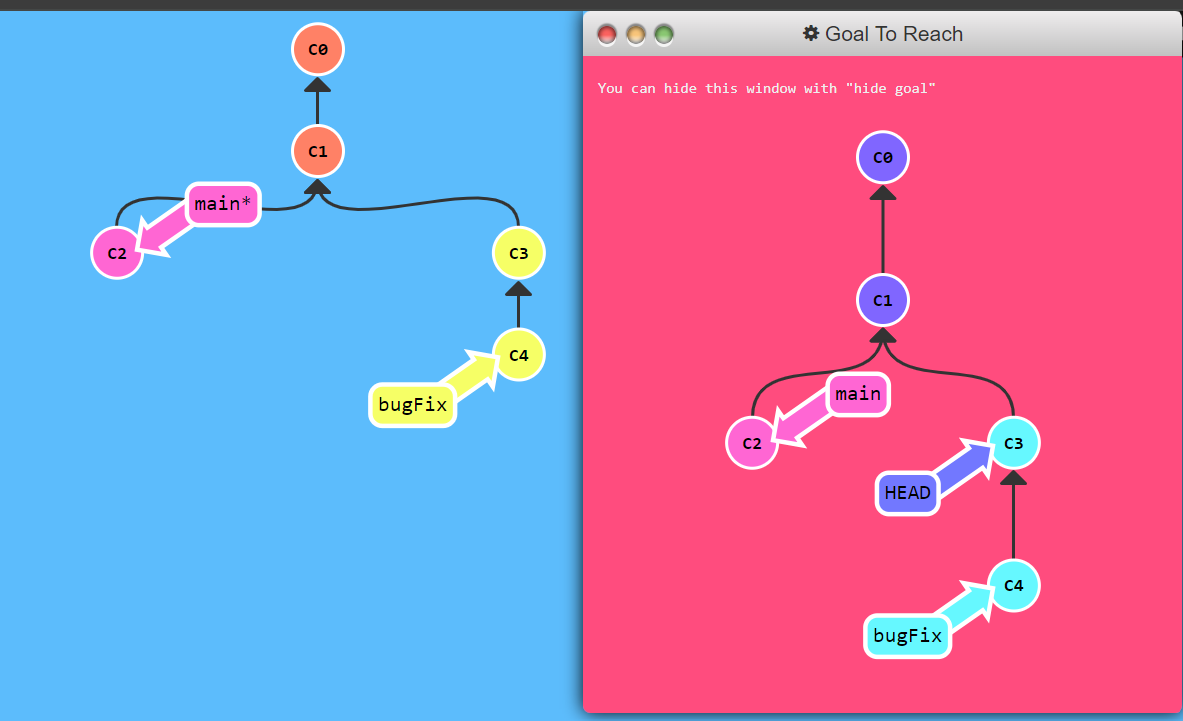 C0
C1
main*
C2
C3
C4
bugFix
Goal To Reach
You can hide this window with "hide goal"
C0
C1
main
C2
C3
HEAD
C4
bugFix